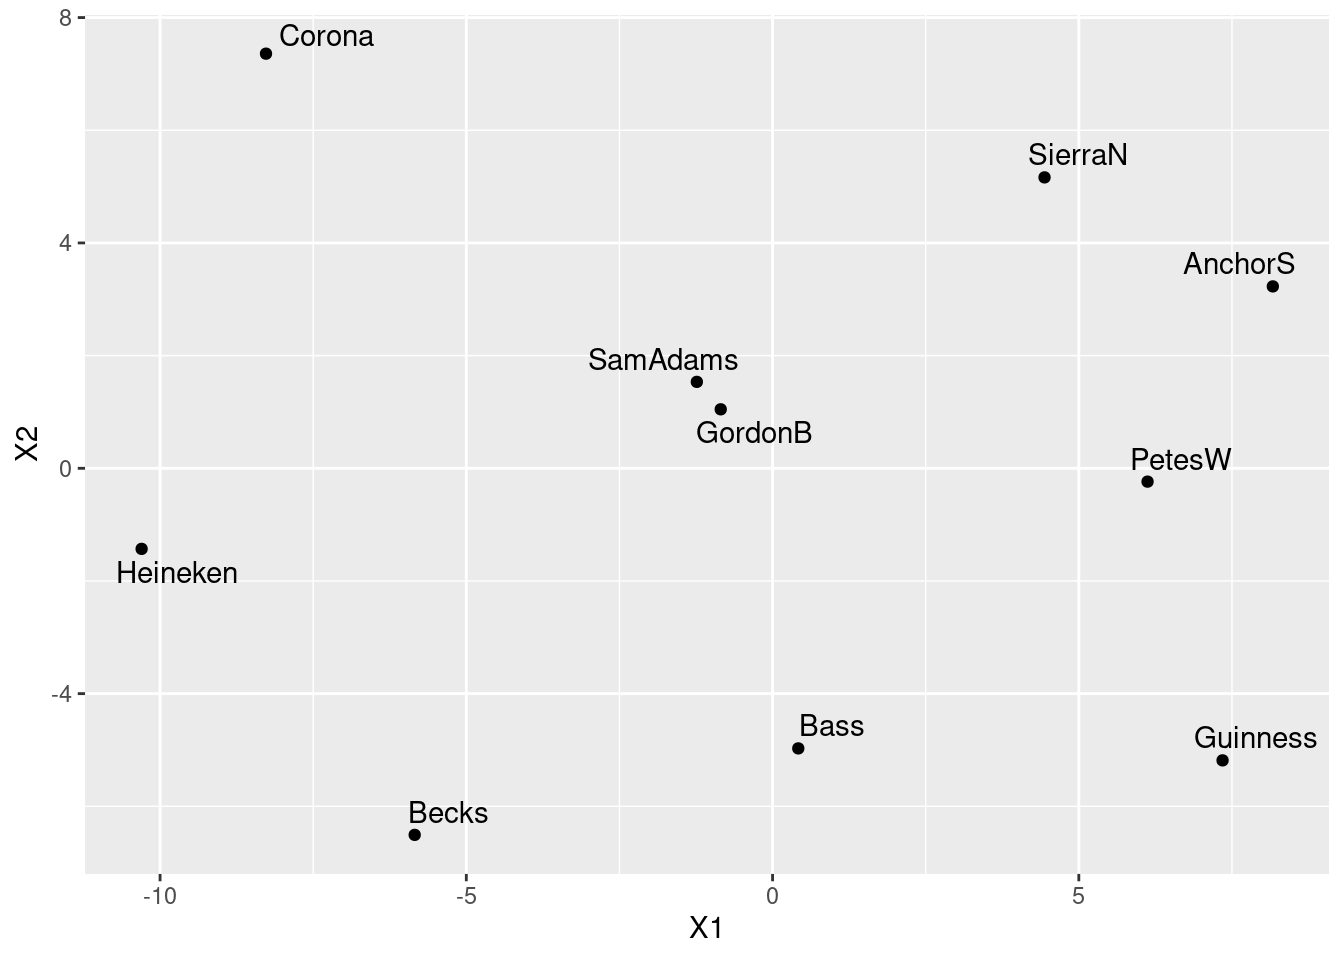 8
Corona
SierraN
4
AnchorS
SamAdams
GordonB
X2
0
PetesW
Heineken
-4
Bass
Guinness
Becks
-10 -5 0 5
X1